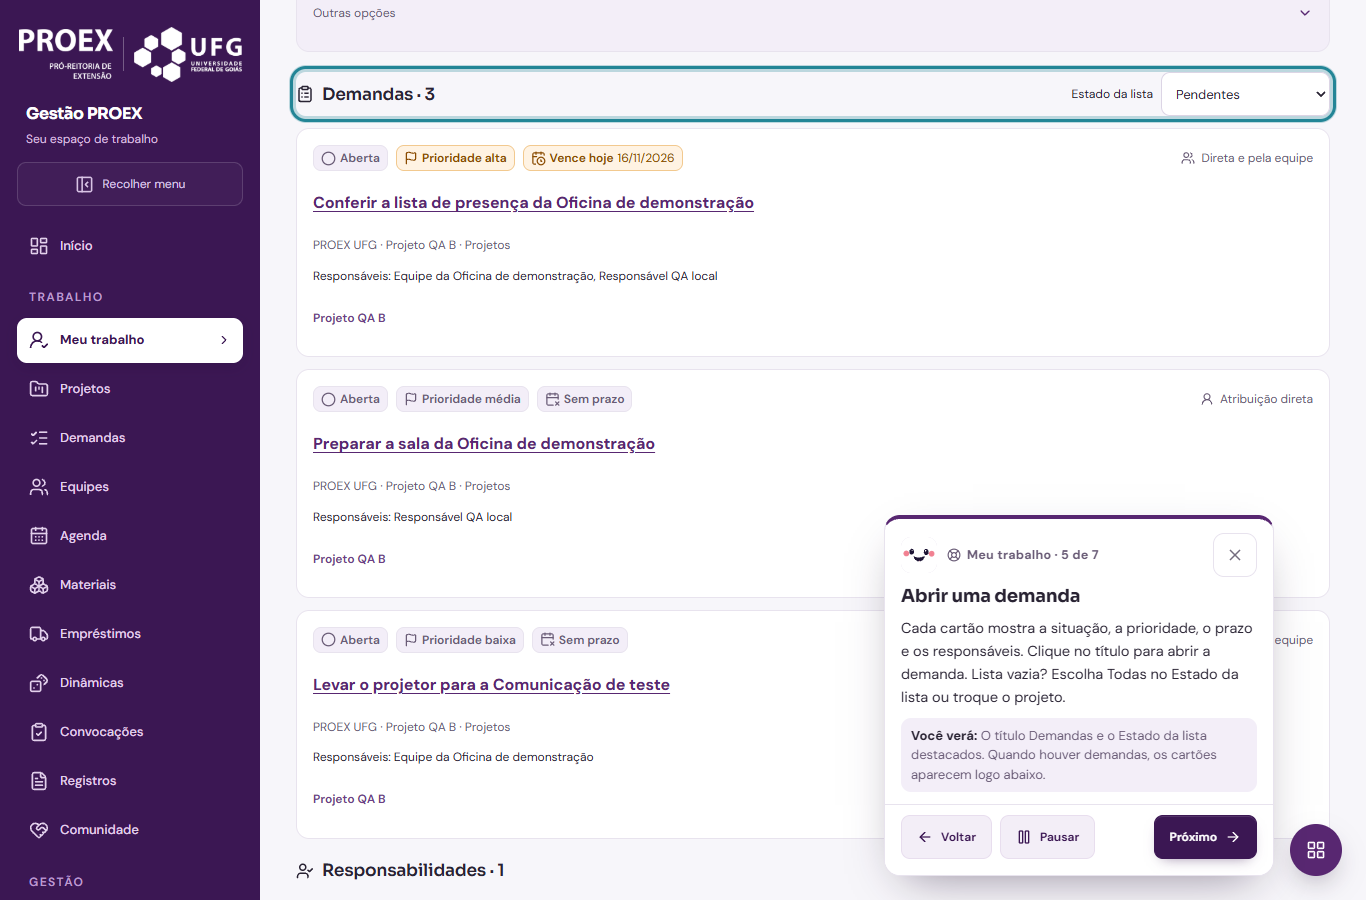 PROEX
PRÓ-REITORIA DE
EXTENSÃO
UFG
UNIVERSIDADE
FEDERAL DE GOIÁS
Gestão PROEX
Seu espaço de trabalho
Recolher menu
Início
TRABALHO
Meu trabalho
Projetos
Demandas
Equipes
Agenda
Materiais
Empréstimos
Dinâmicas
Convocações
Registros
Comunidade
GESTÃO
Outras opções
Demandas · 3
Estado da lista
Pendentes
Aberta
Prioridade alta
Vence hoje 16/11/2026
Direta e pela equipe
Conferir a lista de presença da Oficina de demonstração
PROEX UFG · Projeto QA B · Projetos
Responsáveis: Equipe da Oficina de demonstração, Responsável QA local
Projeto QA B
Aberta
Prioridade média
Sem prazo
Atribuição direta
Preparar a sala da Oficina de demonstração
PROEX UFG · Projeto QA B · Projetos
Responsáveis: Responsável QA local
Projeto QA B
Aberta
Prioridade baixa
Sem prazo
equipe
Levar o projetor para a Comunicação de teste
PROEX UFG · Projeto QA B · Projetos
Responsáveis: Equipe da Oficina de demonstração
Projeto QA B
Responsabilidades · 1
Meu trabalho · 5 de 7
Abrir uma demanda
Cada cartão mostra a situação, a prioridade, o prazo
e os responsáveis. Clique no título para abrir a
demanda. Lista vazia? Escolha Todas no Estado da
lista ou troque o projeto.
Você verá: O título Demandas e o Estado da lista
destacados. Quando houver demandas, os cartões
aparecem logo abaixo.
Voltar
Pausar
Próximo